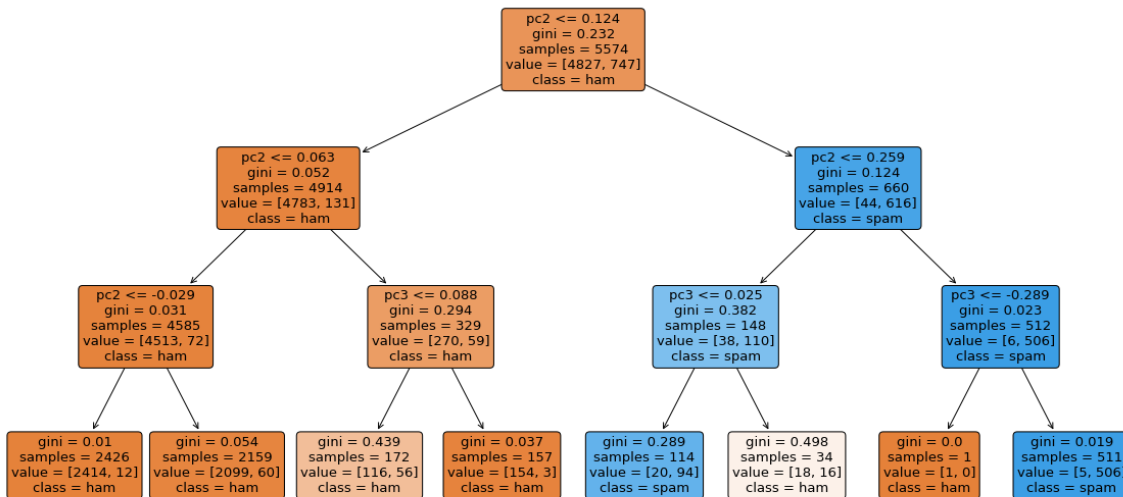 pc2 <= 0.124
gini = 0.232
samples = 5574
value = [4827, 747]
class = ham
pc2 <= 0.063
gini = 0.052
samples = 4914
value = [4783, 131]
class = ham
pc2 <= 0.259
gini = 0.124
samples = 660
value = [44, 616]
class = spam
pc2 <= -0.029
gini = 0.031
samples = 4585
value = [4513, 72]
class = ham
pc3 <= 0.088
gini = 0.294
samples = 329
value = [270, 59]
class = ham
pc3 <= 0.025
gini = 0.382
samples = 148
value = [38, 110]
class = spam
pc3 <= -0.289
gini = 0.023
samples = 512
value = [6, 506]
class = spam
gini = 0.01
samples = 2426
value = [2414, 12]
class = ham
gini = 0.054
samples = 2159
value = [2099, 60]
class = ham
gini = 0.439
samples = 172
value = [116, 56]
class = ham
gini = 0.037
samples = 157
value = [154, 3]
class = ham
gini = 0.289
samples = 114
value = [20, 94]
class = spam
gini = 0.498
samples = 34
value = [18, 16]
class = ham
gini = 0.0
samples = 1
value = [1, 0]
class = ham
gini = 0.019
samples = 511
value = [5, 506]
class = spam